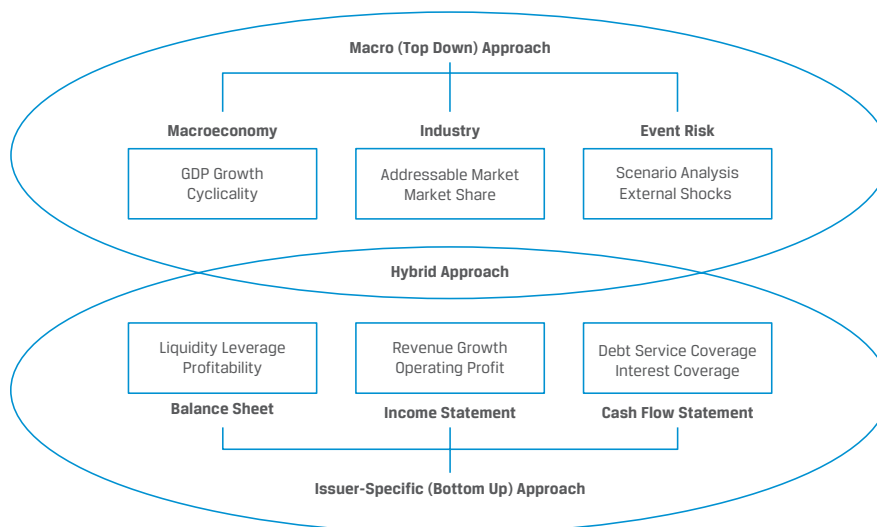 Macro (Top Down) Approach
Macroeconomy
Industry
Event Risk
GDP Growth
Cyclicality
Addressable Market
Market Share
Scenario Analysis
External Shocks
Hybrid Approach
Liquidity Leverage
Profitability
Revenue Growth
Operating Profit
Debt Service Coverage
Interest Coverage
Balance Sheet
Income Statement
Cash Flow Statement
Issuer-Specific (Bottom Up) Approach